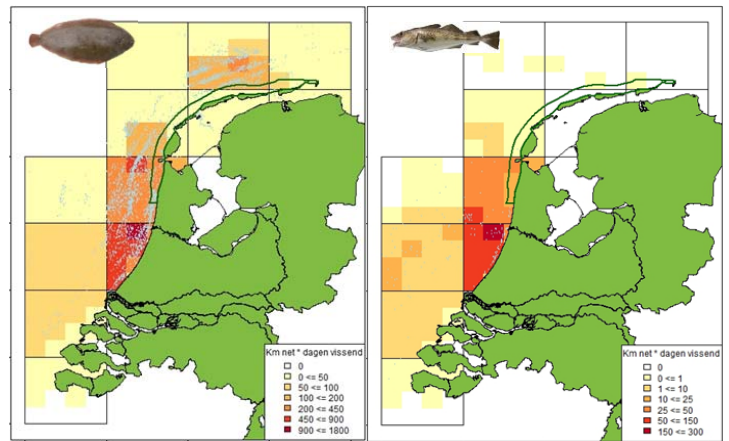 Km net * dagen vissend
0
0 <= 50
50 <= 100
100 <= 200
200 <= 450
450 <= 900
900 <= 1800
Km net * dagen vissend
0
0 <= 1
1 <= 10
10 <= 25
25 <= 50
50 <= 150
150 <= 300